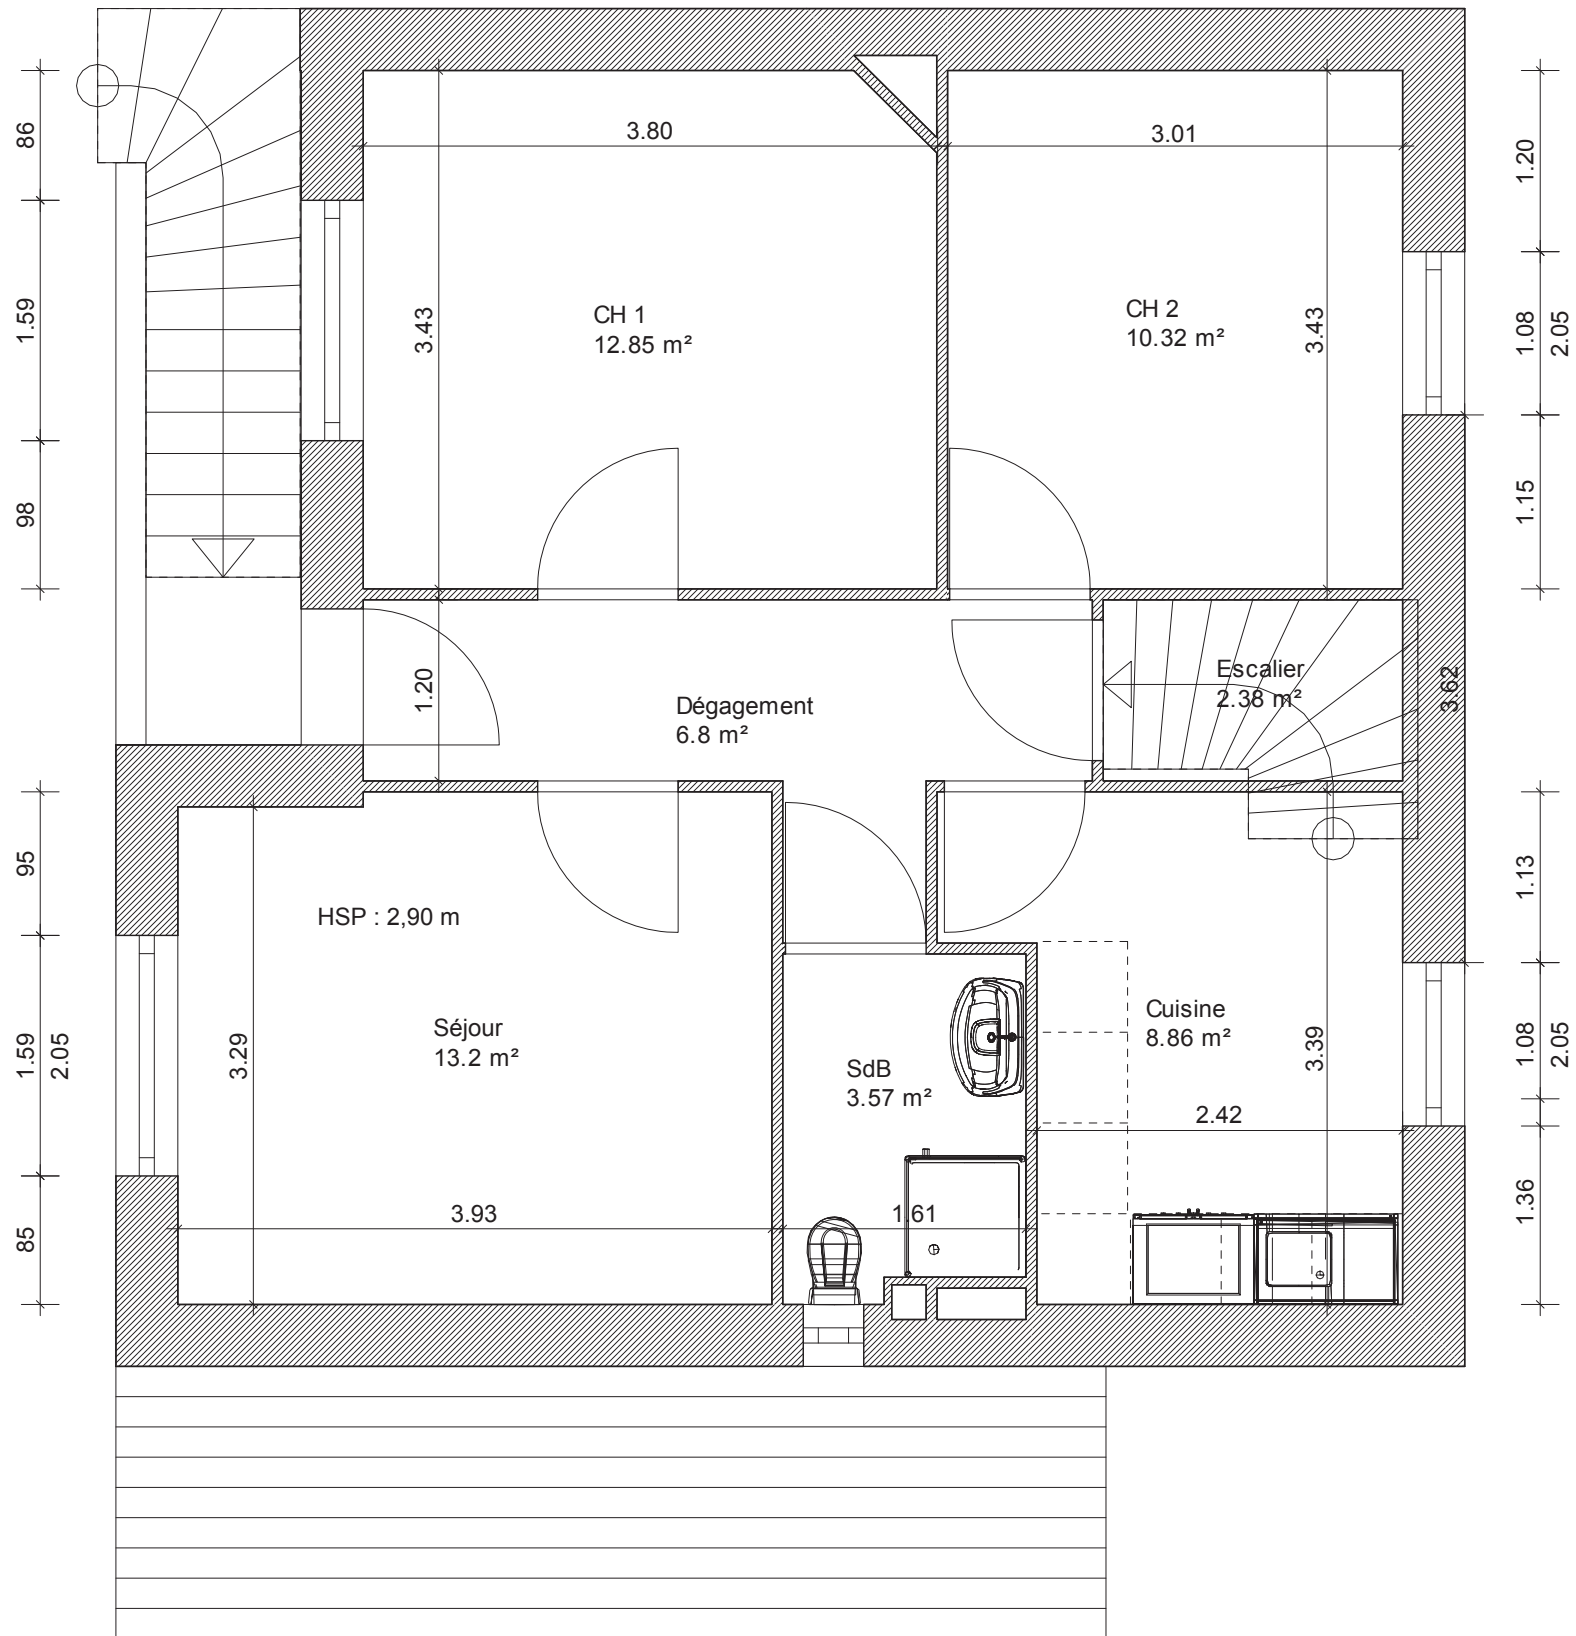 86
3.80
3.01
1.20
1.59
3.43
CH 1
12.85 m²
CH 2
10.32 m²
3.43
1.08
2.05
98
1.15
1.20
Dégagement
6.8 m²
Escalier
2.38 m²
3.62
95
HSP : 2,90 m
1.13
1.59
2.05
3.29
Séjour
13.2 m²
SdB
3.57 m²
Cuisine
8.86 m²
3.39
1.08
2.05
2.42
85
3.93
1.61
1.36